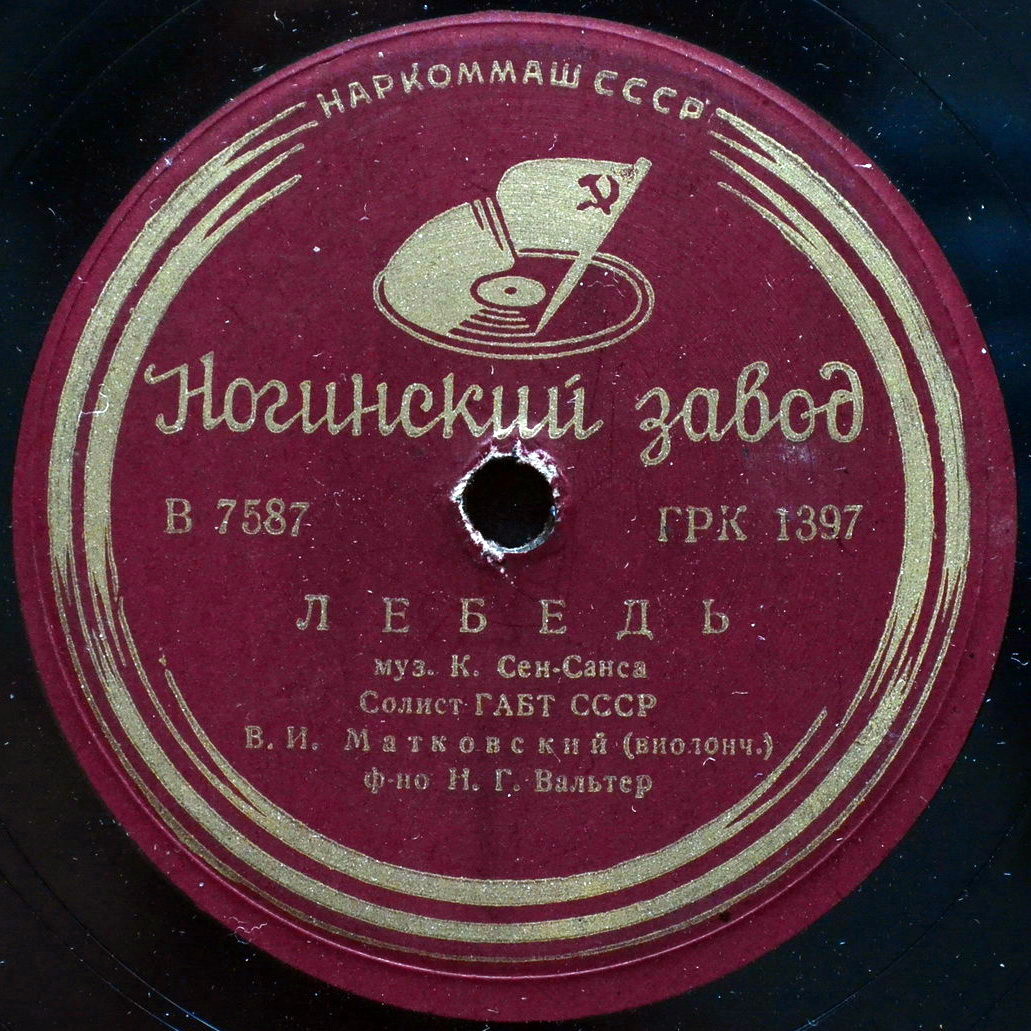 НАРКОММАШ СССР
Ногинский завод
В 7587 ГРК 1397
ЛЕБЕДЬ
муз. К. Сен-Санса
Солист ГАБТ СССР
В. И. Матковский (виолонч.)
ф-но Н. Г. Вальтер